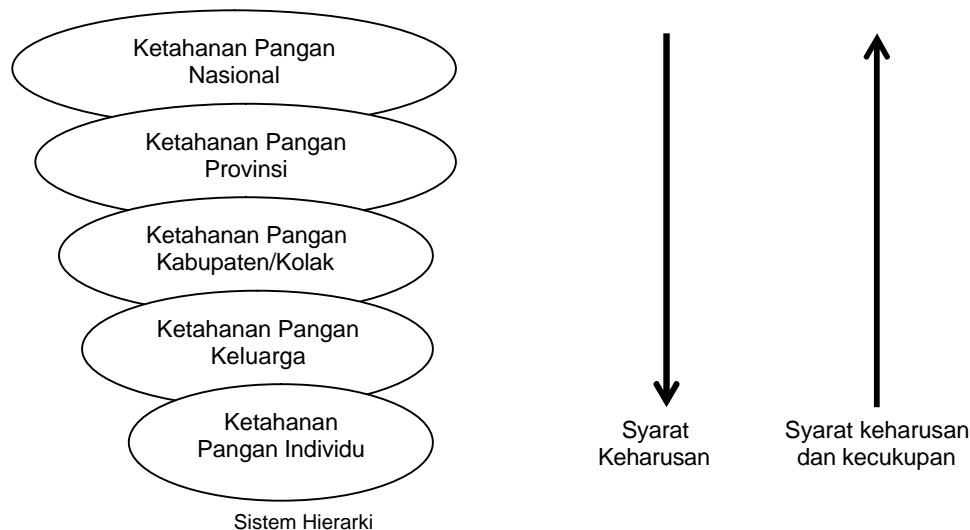 Ketahanan Pangan
Nasional
Ketahanan Pangan
Provinsi
Ketahanan Pangan
Kabupaten/Kolak
Ketahanan Pangan
Keluarga
Ketahanan
Pangan Individu
Sistem Hierarki
Syarat
Keharusan
Syarat keharusan
dan kecukupan